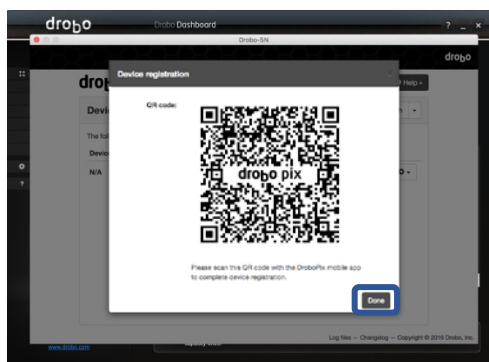 drobo
Drobo Dashboard
? _ ×
Drobo-5N
drobo
Device registration
Help
Devi
QR code:
drobo pix
The fol
Device
N/A
Please scan this QR code with the DroboPix mobile app
to complete device registration.
Done
Log files – Changelog – Copyright © 2016 Drobo, Inc.
www.drobo.com